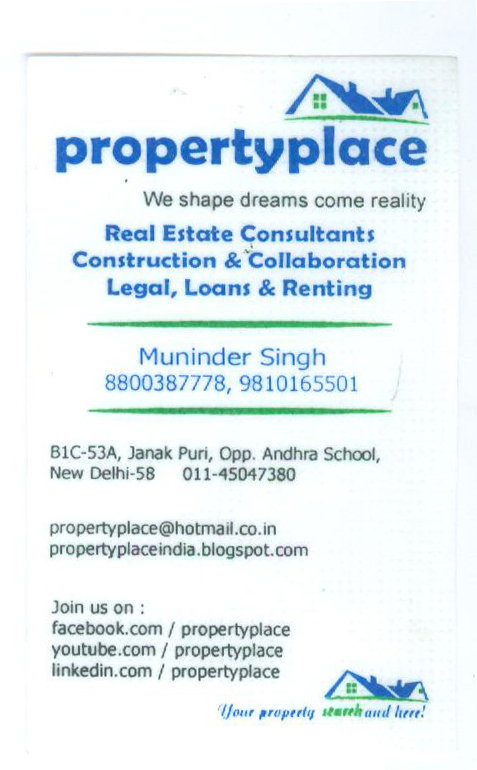 propertyplace
We shape dreams come reality
Real Estate Consultants
Construction & Collaboration
Legal, Loans & Renting
Muninder Singh
8800387778, 9810165501
B1C-53A, Janak Puri, Opp. Andhra School,
New Delhi-58 011-45047380
propertyplace@hotmail.co.in
propertyplaceindia.blogspot.com
Join us on :
facebook.com / propertyplace
youtube.com / propertyplace
linkedin.com / propertyplace
Your property search and here!